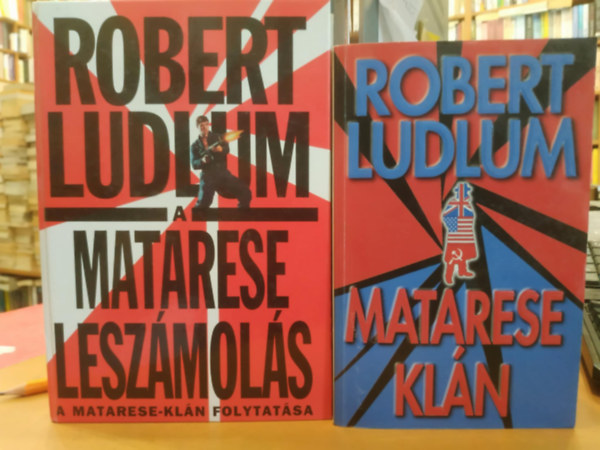 ROBERT
LUDLUM
A
MATARESE
LESZÁMOLÁS
A MATARESE-KLÁN FOLYTATÁSA
ROBERT
LUDLUM
MATARESE
KLÁN